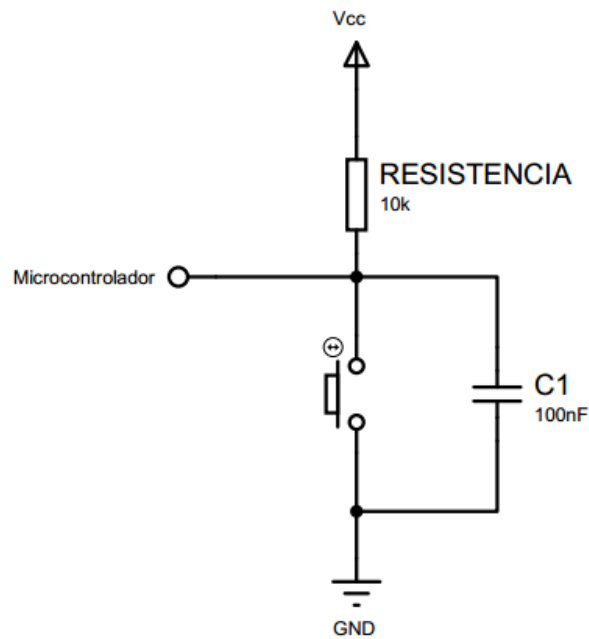 Vcc
RESISTENCIA
10k
Microcontrolador
C1
100nF
GND